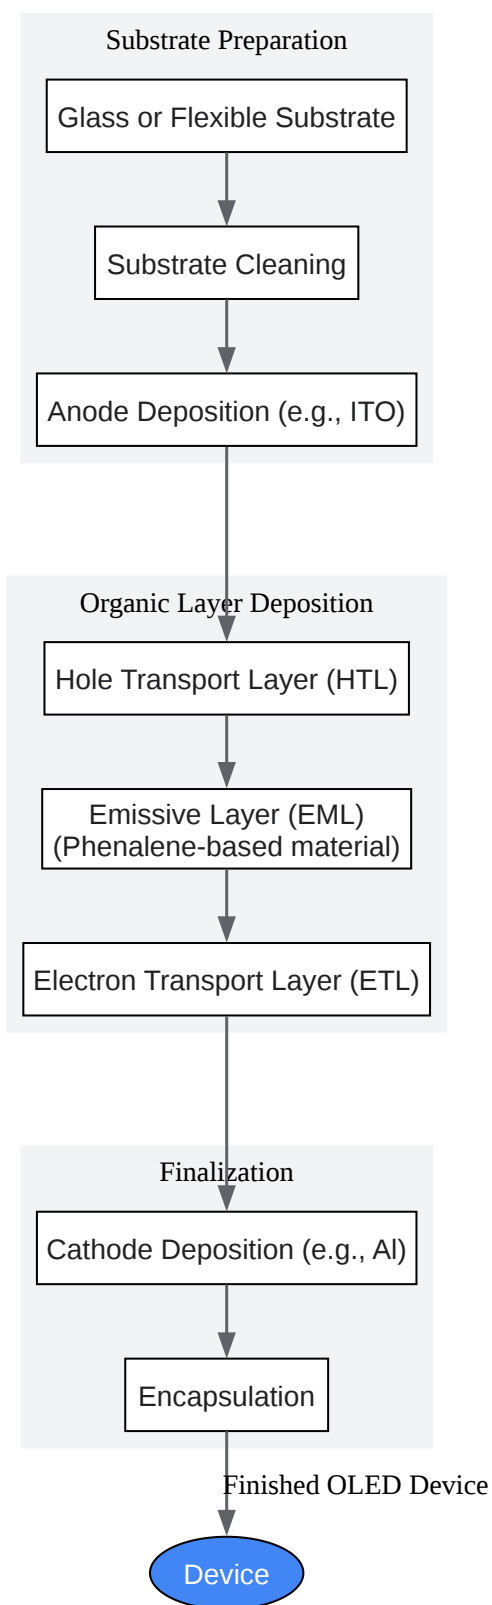 Substrate Preparation
Glass or Flexible Substrate
Substrate Cleaning
Anode Deposition (e.g., ITO)
Organic Layer Deposition
Hole Transport Layer (HTL)
Emissive Layer (EML)
(Phenalene-based material)
Electron Transport Layer (ETL)
Finalization
Cathode Deposition (e.g., Al)
Encapsulation
Finished OLED Device
Device